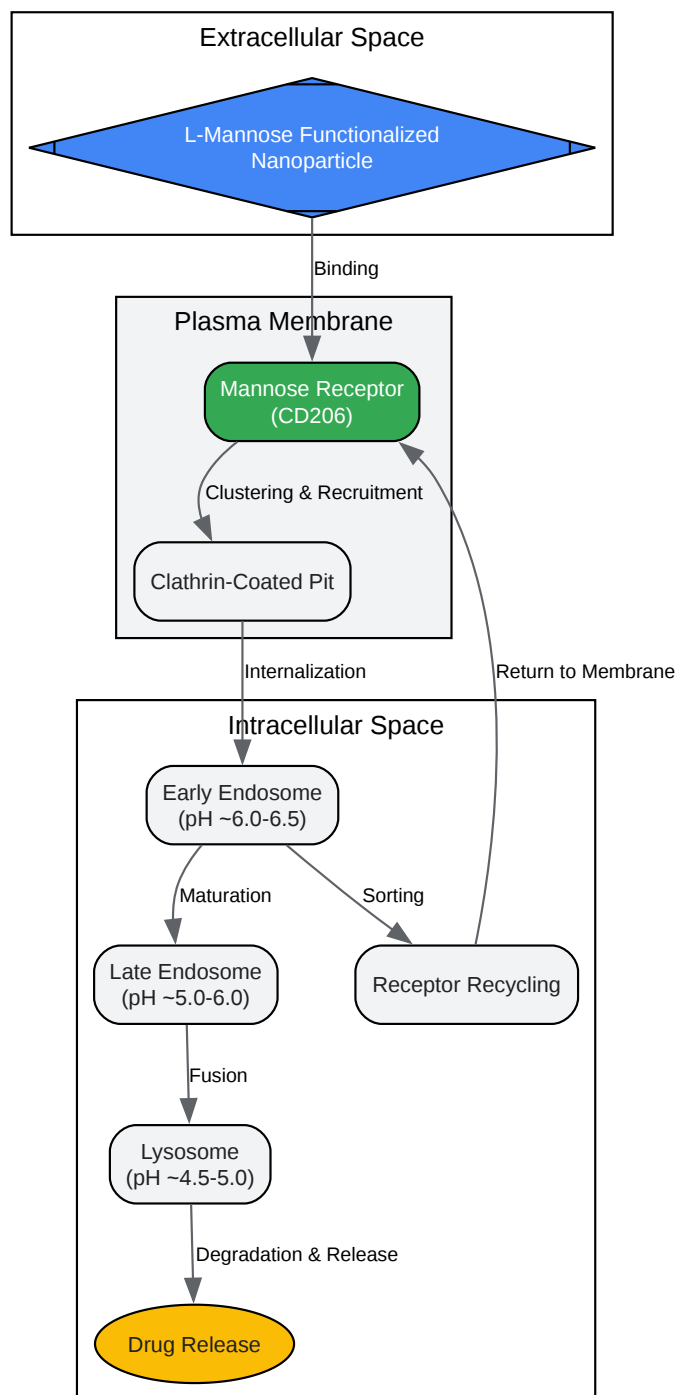 Extracellular Space
L-Mannose Functionalized
Nanoparticle
Binding
Plasma Membrane
Mannose Receptor
(CD206)
Clustering & Recruitment
Clathrin-Coated Pit
Internalization
Return to Membrane
Intracellular Space
Early Endosome
(pH ~6.0-6.5)
Maturation
Sorting
Late Endosome
(pH ~5.0-6.0)
Receptor Recycling
Fusion
Lysosome
(pH ~4.5-5.0)
Degradation & Release
Drug Release